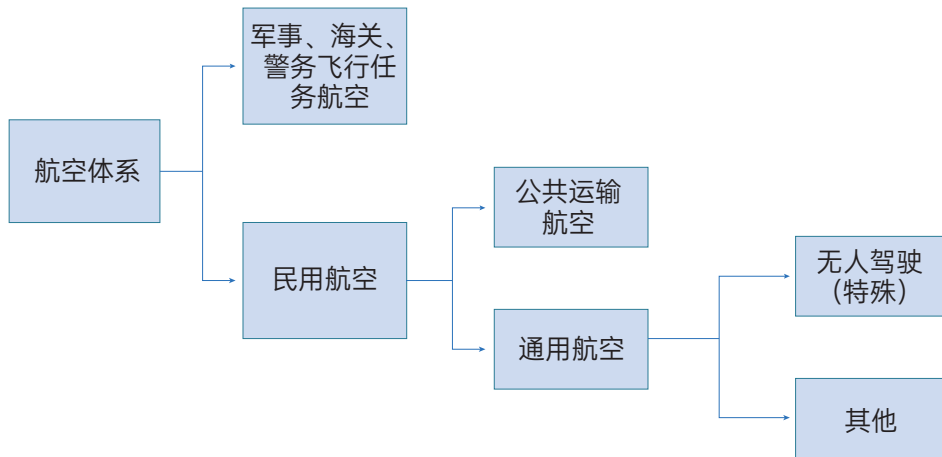 军事、海关、
警务飞行任
务航空
航空体系
民用航空
公共运输
航空
通用航空
无人驾驶
（特殊）
其他